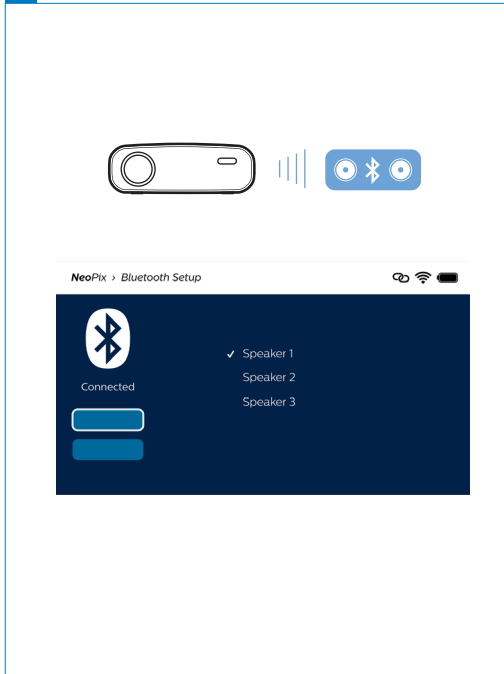 NeoPix › Bluetooth Setup
Connected
✓ Speaker 1
Speaker 2
Speaker 3